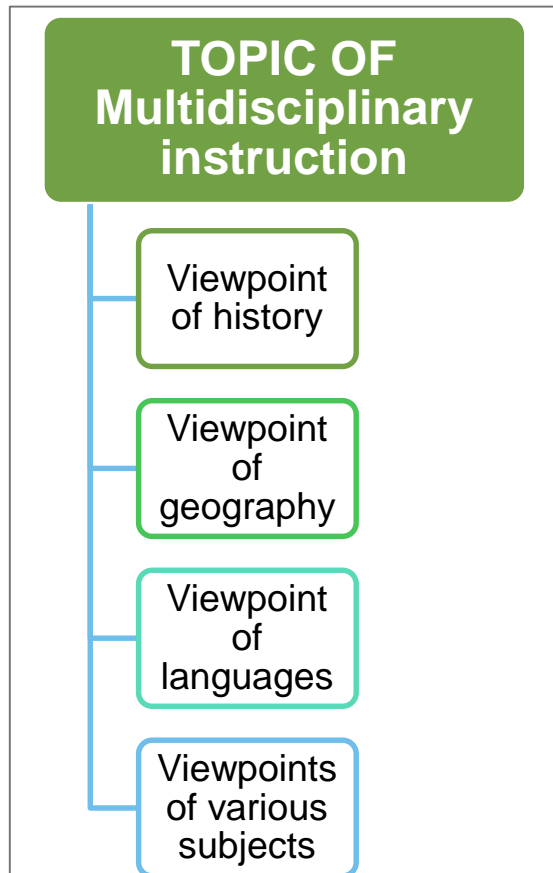 TOPIC OF
Multidisciplinary
instruction
Viewpoint
of history
Viewpoint
of
geography
Viewpoint
of
languages
Viewpoints
of various
subjects